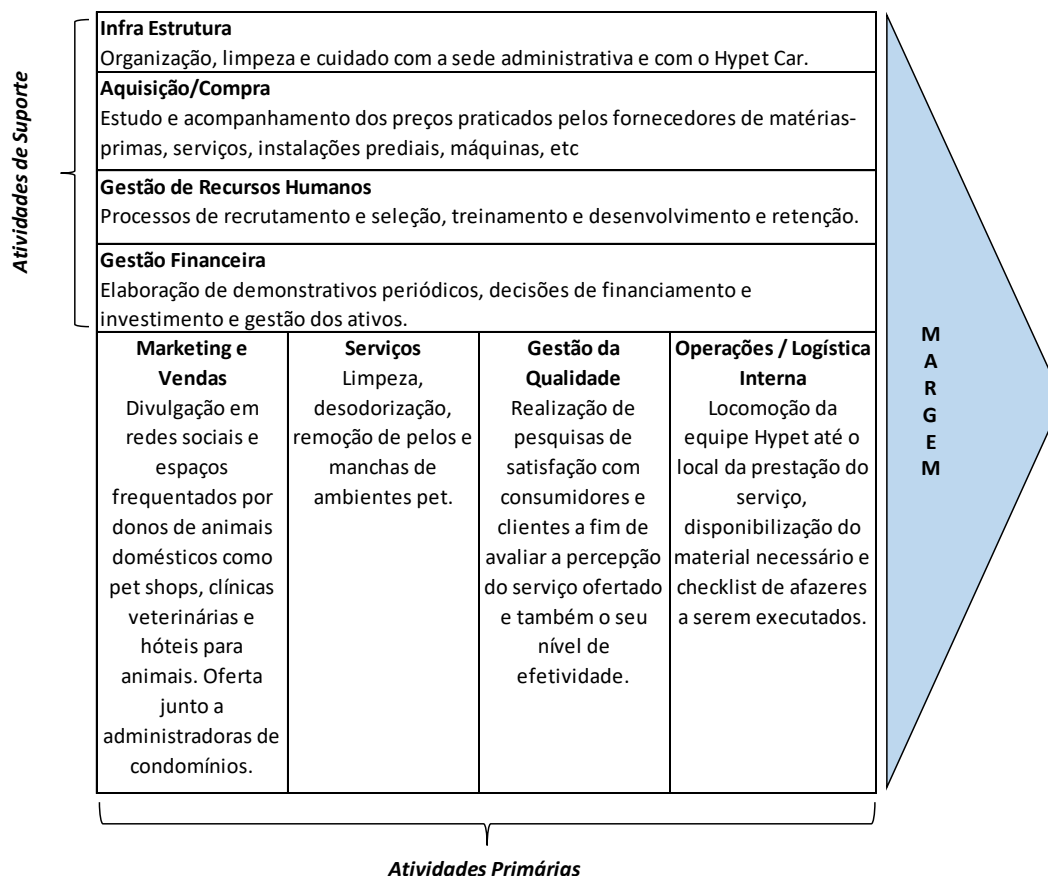 Atividades de Suporte
Infra Estrutura
Organização, limpeza e cuidado com a sede administrativa e com o Hypet Car.
Aquisição/Compra
Estudo e acompanhamento dos preços praticados pelos fornecedores de matérias-
primas, serviços, instalações prediais, máquinas, etc
Gestão de Recursos Humanos
Processos de recrutamento e seleção, treinamento e desenvolvimento e retenção.
Gestão Financeira
Elaboração de demonstrativos periódicos, decisões de financiamento e
investimento e gestão dos ativos.
Marketing e
Vendas
Divulgação em
redes sociais e
espaços
frequentados por
donos de animais
domésticos como
pet shops, clínicas
veterinárias e
hóteis para
animais. Oferta
junto a
administradoras de
condomínios.
Serviços
Limpeza,
desodorização,
remoção de pelos e
manchas de
ambientes pet.
Gestão da
Qualidade
Realização de
pesquisas de
satisfação com
consumidores e
clientes a fim de
avaliar a percepção
do serviço ofertado
e também o seu
nível de
efetividade.
Operações / Logística
Interna
Locomoção da
equipe Hypet até o
local da prestação do
serviço,
disponibilização do
material necessário e
checklist de afazeres
a serem executados.
M
A
R
G
E
M
Atividades Primárias